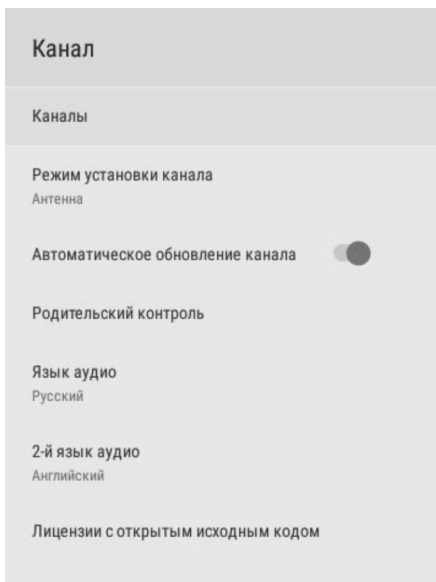 Канал
Каналы
Режим установки канала
Антенна
Автоматическое обновление канала
Родительский контроль
Язык аудио
Русский
2-й язык аудио
Английский
Лицензии с открытым исходным кодом